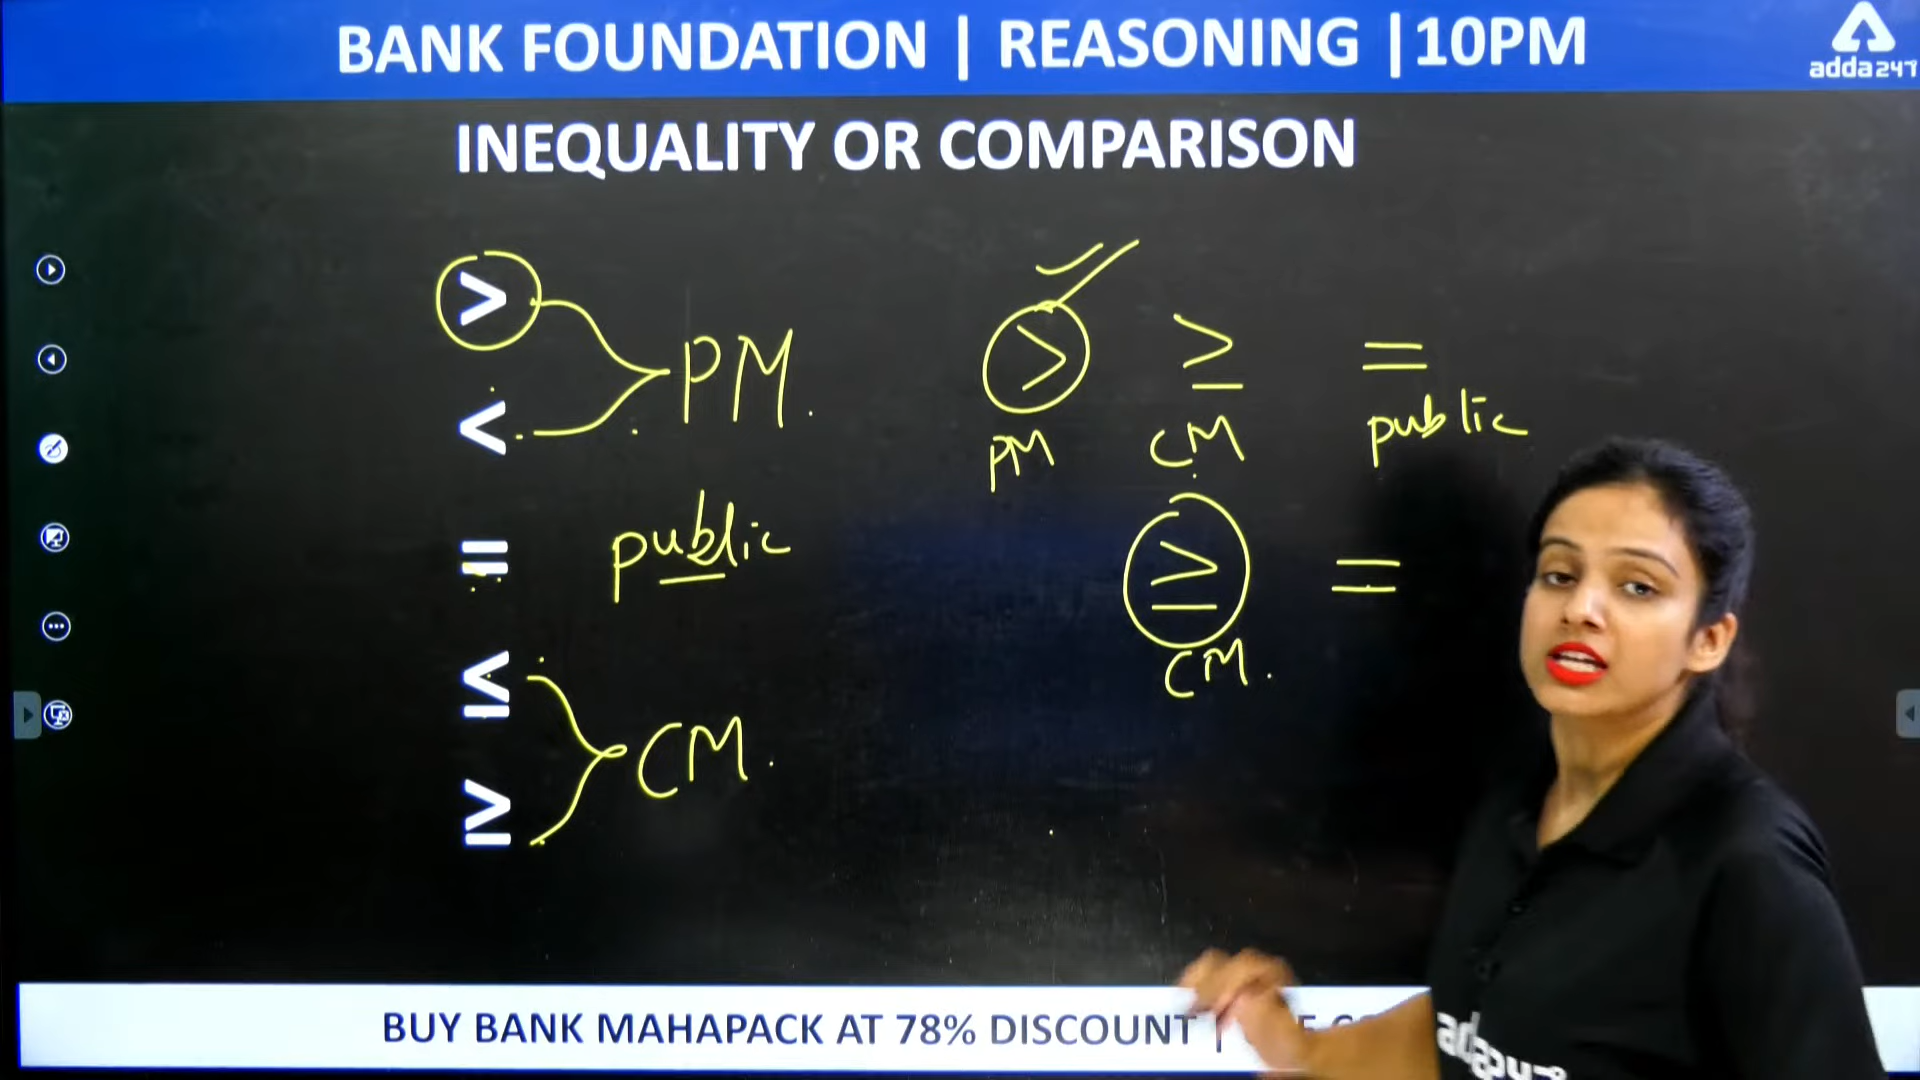 BANK FOUNDATION | REASONING |10PM
adda247
INEQUALITY OR COMPARISON
>
<
PM.
=
public
≤
≥
CM.
> ≥ =
PM CM public
≥ =
CM.
BUY BANK MAHAPACK AT 78% DISCOUNT |